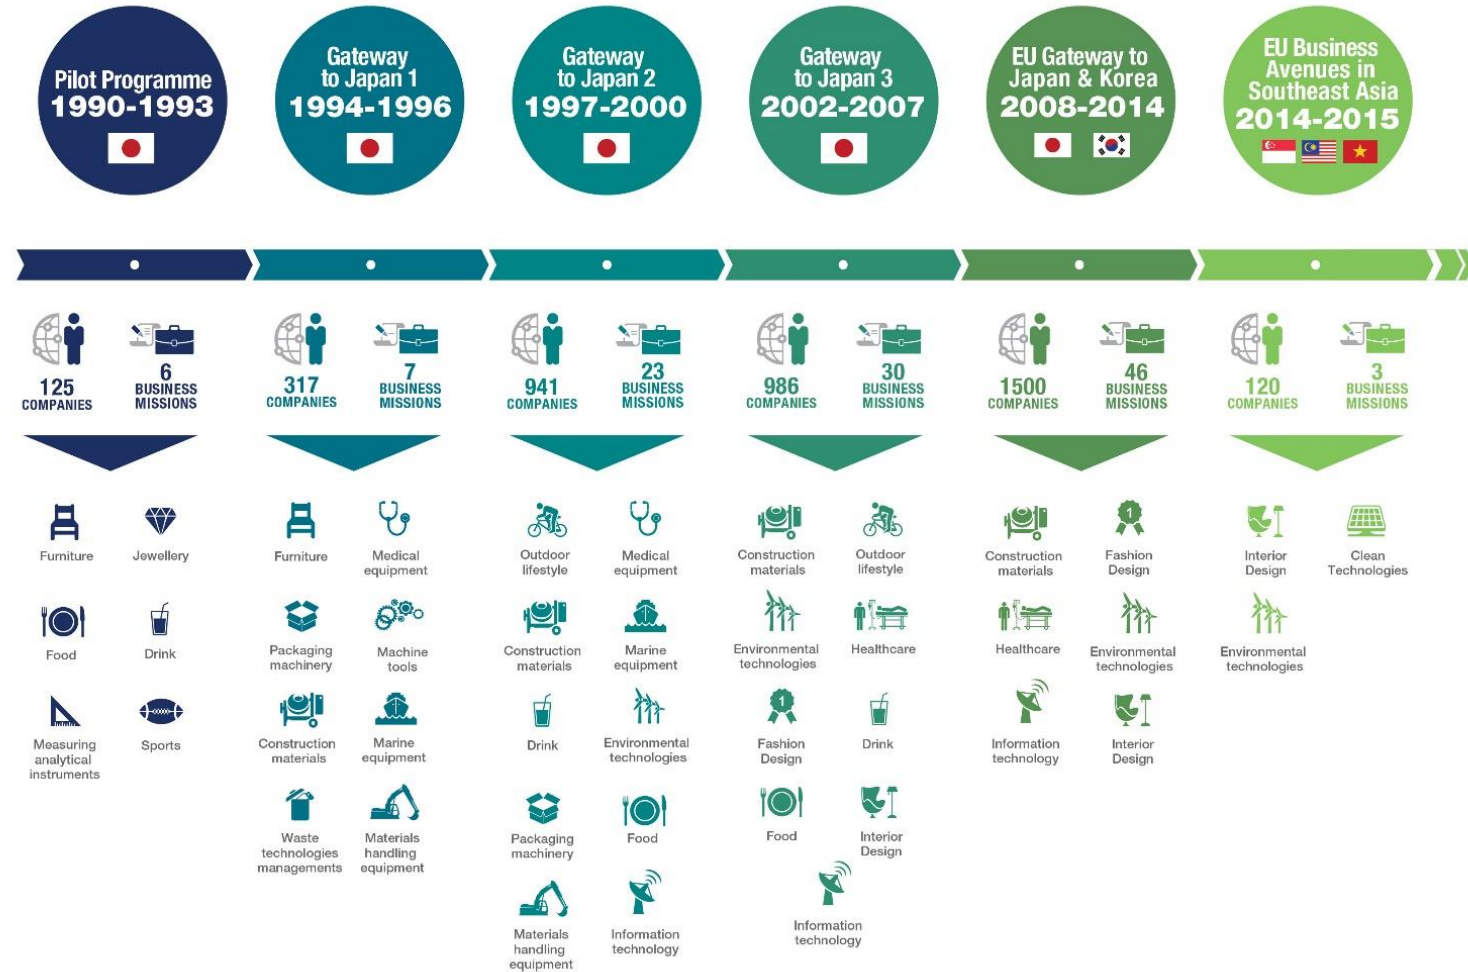 Pilot Programme
1990-1993
Gateway
to Japan 1
1994-1996
Gateway
to Japan 2
1997-2000
Gateway
to Japan 3
2002-2007
EU Gateway to
Japan & Korea
2008-2014
EU Business
Avenues in
Southeast Asia
2014-2015
125
COMPANIES
6
BUSINESS
MISSIONS
317
COMPANIES
7
BUSINESS
MISSIONS
941
COMPANIES
23
BUSINESS
MISSIONS
986
COMPANIES
30
BUSINESS
MISSIONS
1500
COMPANIES
46
BUSINESS
MISSIONS
120
COMPANIES
3
BUSINESS
MISSIONS
Furniture
Jewellery
Food
Drink
Measuring
analytical
instruments
Sports
Furniture
Medical
equipment
Packaging
machinery
Machine
tools
Construction
materials
Marine
equipment
Waste
technologies
managements
Materials
handling
equipment
Outdoor
lifestyle
Medical
equipment
Construction
materials
Marine
equipment
Drink
Environmental
technologies
Packaging
machinery
Food
Materials
handling
equipment
Information
technology
Construction
materials
Outdoor
lifestyle
Environmental
technologies
Healthcare
1
Fashion
Design
Drink
Food
Interior
Design
Information
technology
Construction
materials
1
Fashion
Design
Healthcare
Environmental
technologies
Information
technology
Interior
Design
Interior
Design
Clean
Technologies
Environmental
technologies